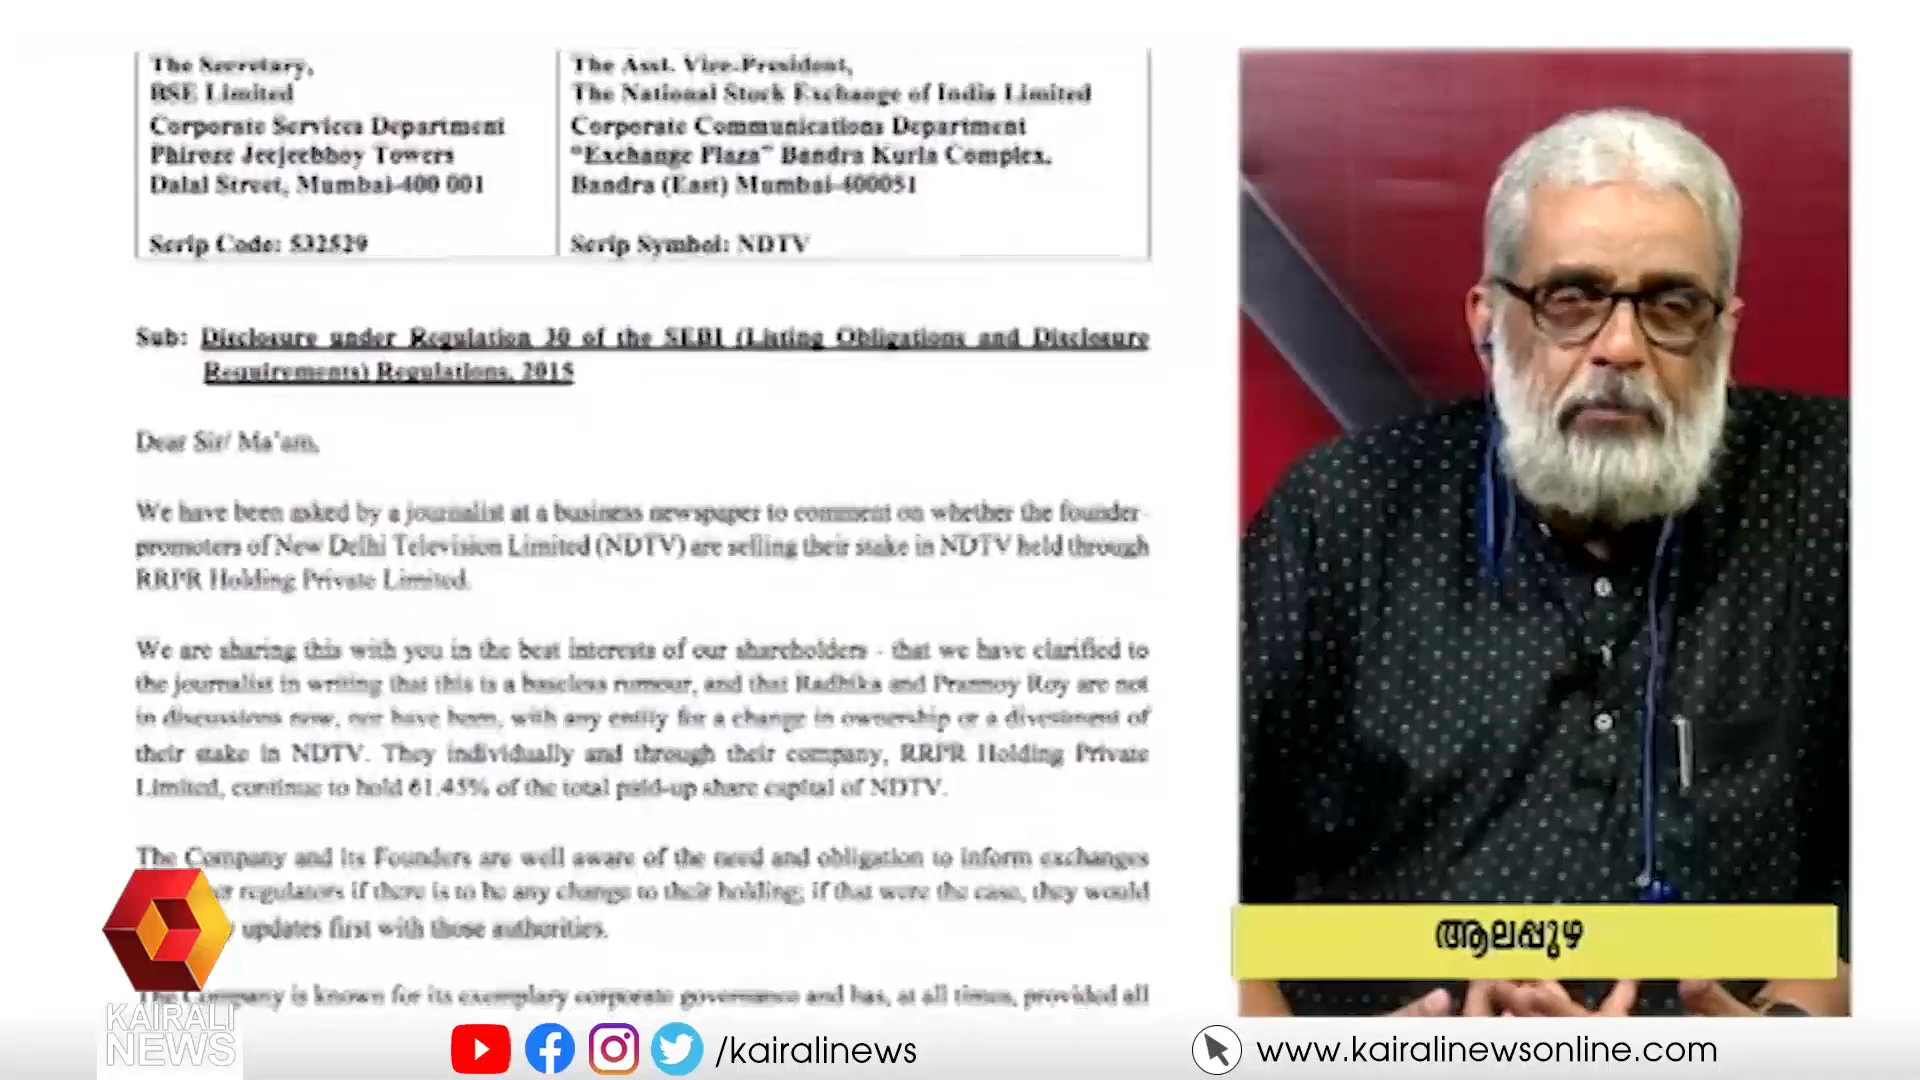 The Secretary,
BSE Limited
Corporate Services Department
Phiroze Jeejeebhoy Towers
Dalal Street, Mumbai-400 001
Scrip Code: 532529
The Asst. Vice-President,
The National Stock Exchange of India Limited
Corporate Communications Department
"Exchange Plaza" Bandra Kurla Complex,
Bandra (East) Mumbai-400051
Scrip Symbol: NDTV
Sub: Disclosure under Regulation 30 of the SEBI (Listing Obligations and Disclosure
Requirements) Regulations, 2015
Dear Sir/ Ma'am,
We have been asked by a journalist at a business newspaper to comment on whether the founder-
promoters of New Delhi Television Limited (NDTV) are selling their stake in NDTV held through
RRPR Holding Private Limited.
We are sharing this with you in the best interests of our shareholders - that we have clarified to
the journalist in writing that this is a baseless rumour, and that Radhika and Prannoy Roy are not
in discussions now, nor have been, with any entity for a change in ownership or a divestment of
their stake in NDTV. They individually and through their company, RRPR Holding Private
Limited, continue to hold 61.45% of the total paid-up share capital of NDTV.
The Company and its Founders are well aware of the need and obligation to inform exchanges
regulators if there is to be any change to their holding; if that were the case, they would
updates first with those authorities.
The Company is known for its exemplary corporate governance and has, at all times, provided all
ആലപ്പുഴ
KAIRALI
NEWS
/kairalinews
www.kairalinewsonline.com